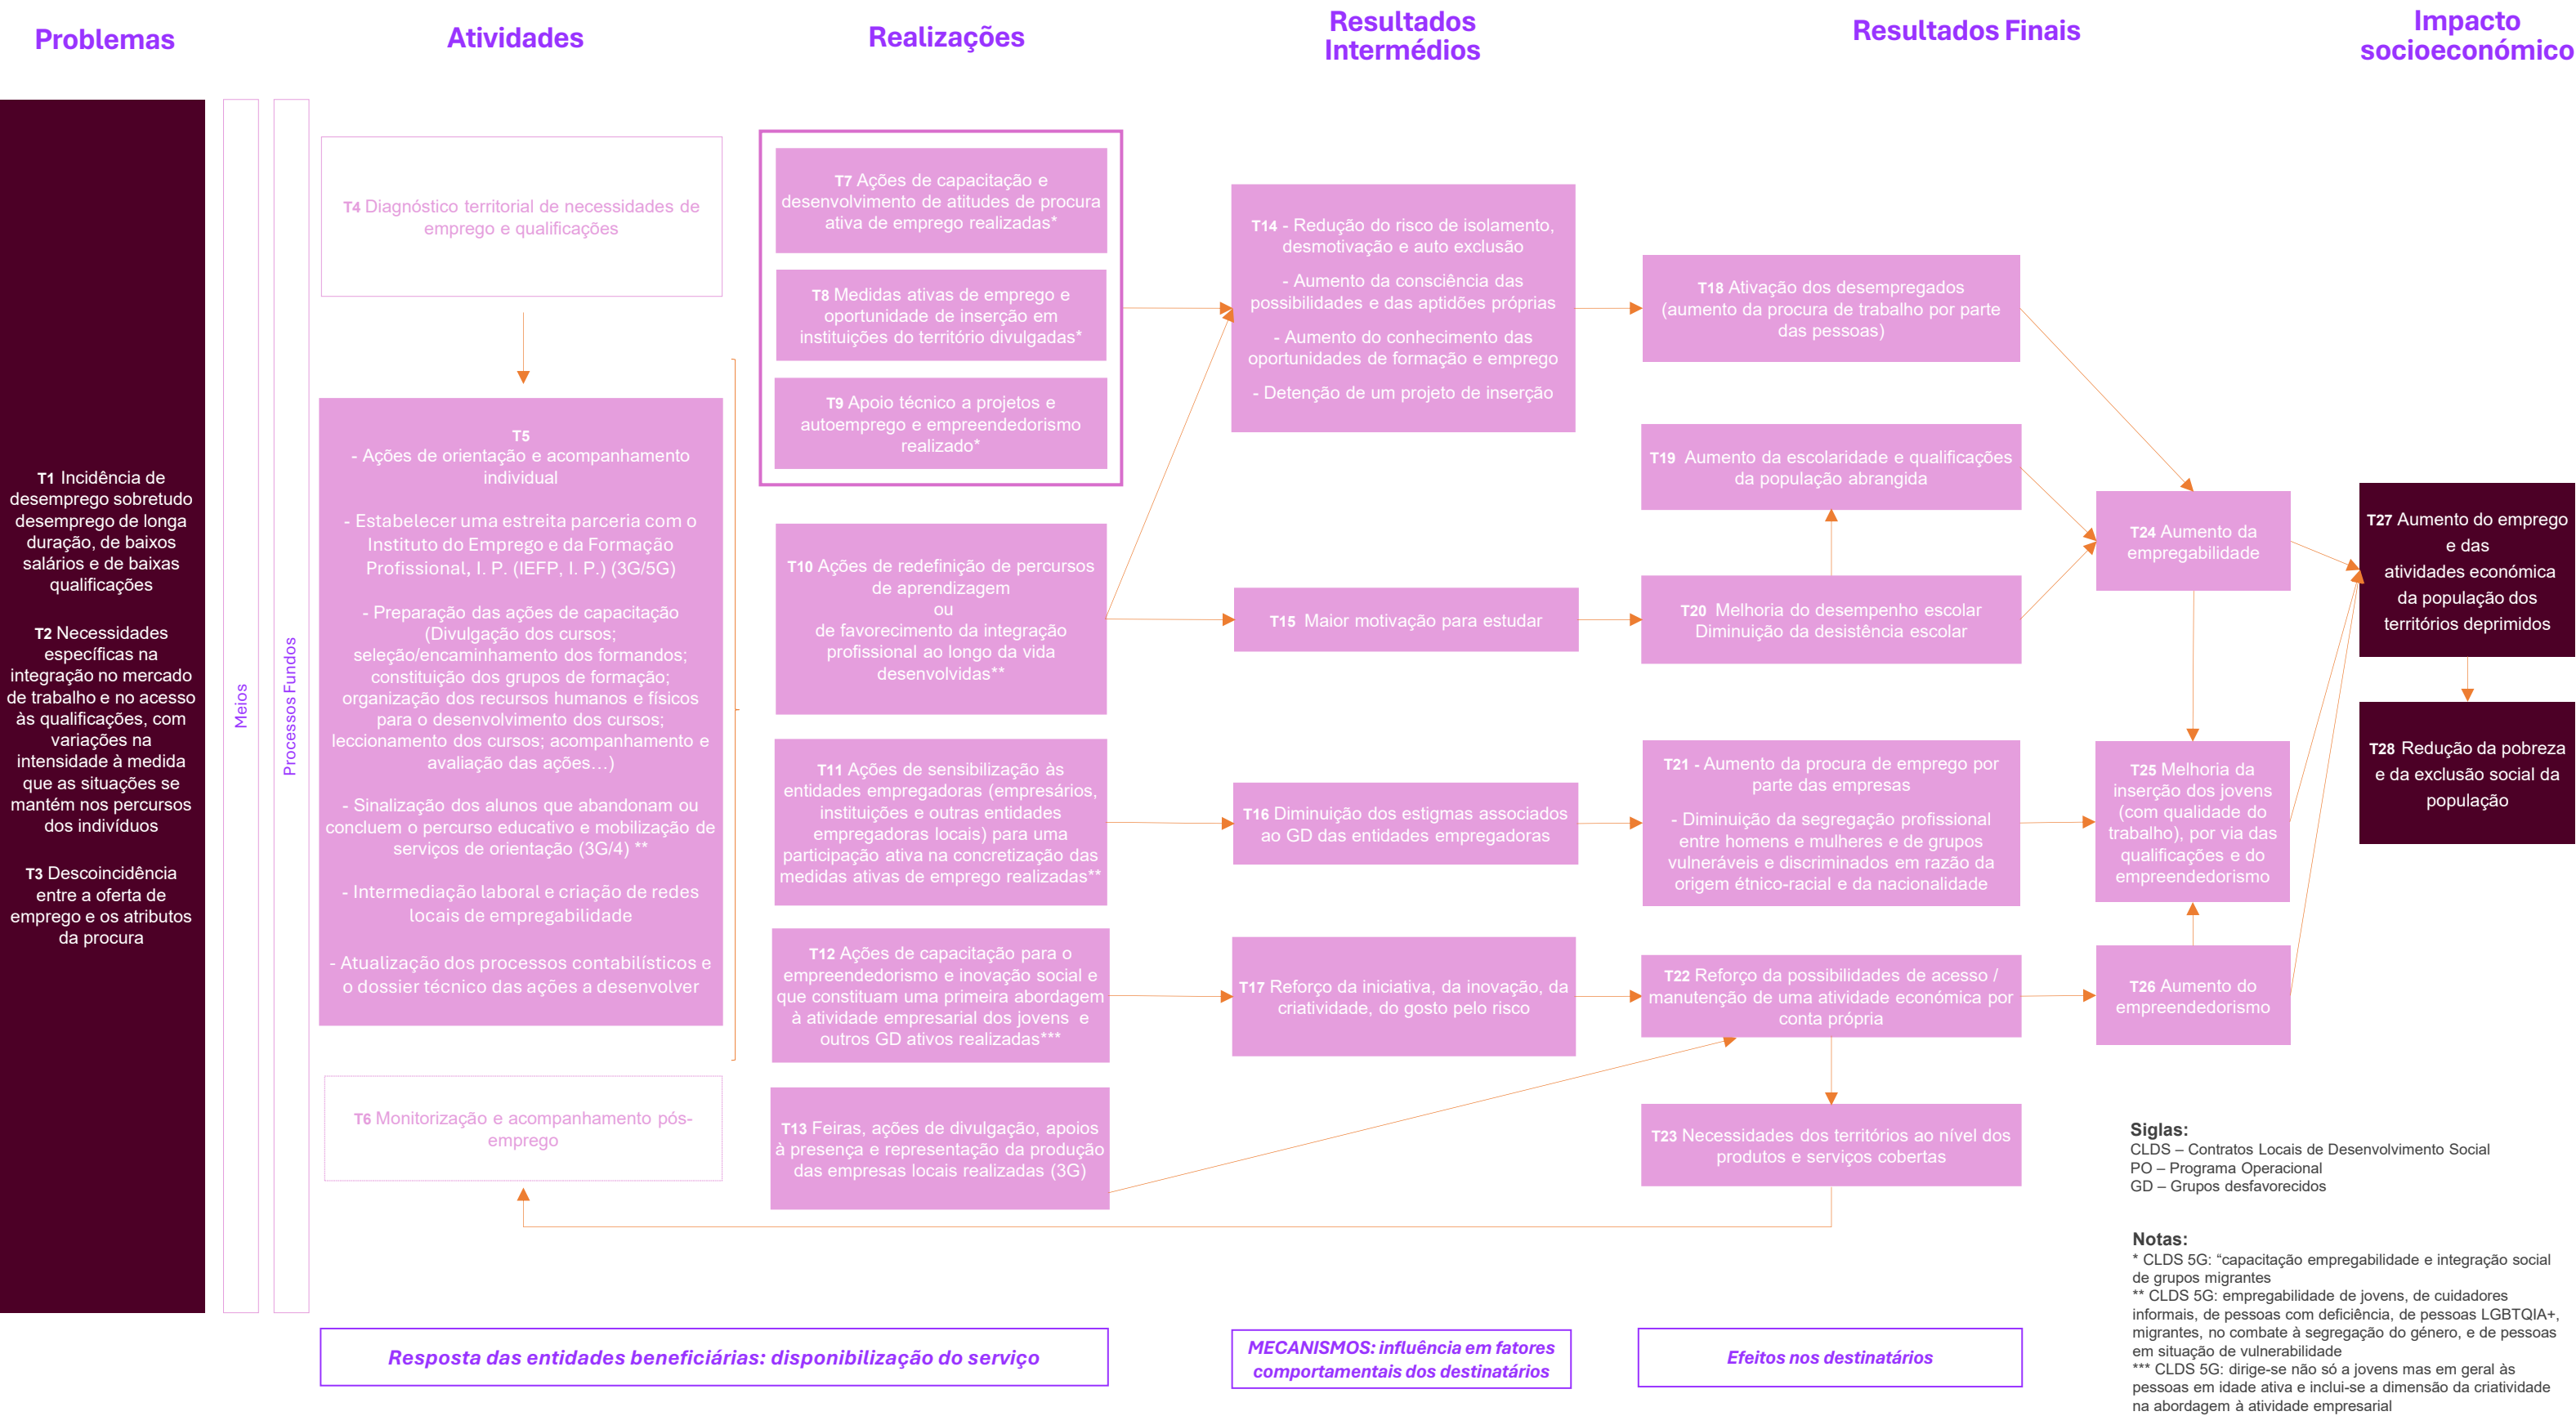 Problemas
Atividades
Realizações
Resultados
Intermédios
Resultados Finais
Impacto
socioeconómico
T1 Incidência de
desemprego sobretudo
desemprego de longa
duração, de baixos
salários e de baixas
qualificações
T2 Necessidades
específicas na
integração no mercado
de trabalho e no acesso
às qualificações, com
variações na
intensidade à medida
que as situações se
mantém nos percursos
dos indivíduos
T3 Descoincidência
entre a oferta de
emprego e os atributos
da procura
Meios
Processos Fundos
T4 Diagnóstico territorial de necessidades de
emprego e qualificações
T5
- Ações de orientação e acompanhamento
individual
- Estabelecer uma estreita parceria com o
Instituto do Emprego e da Formação
Profissional, I. P. (IEFP, I. P.) (3G/5G)
- Preparação das ações de capacitação
(Divulgação dos cursos;
seleção/encaminhamento dos formandos;
constituição dos grupos de formação;
organização dos recursos humanos e físicos
para o desenvolvimento dos cursos;
leccionamento dos cursos; acompanhamento e
avaliação das ações…)
- Sinalização dos alunos que abandonam ou
concluem o percurso educativo e mobilização de
serviços de orientação (3G/4) **
- Intermediação laboral e criação de redes
locais de empregabilidade
- Atualização dos processos contabilísticos e
o dossier técnico das ações a desenvolver
T6 Monitorização e acompanhamento pós-
emprego
T7 Ações de capacitação e
desenvolvimento de atitudes de procura
ativa de emprego realizadas*
T8 Medidas ativas de emprego e
oportunidade de inserção em
instituições do território divulgadas*
T9 Apoio técnico a projetos e
autoemprego e empreendedorismo
realizado*
T10 Ações de redefinição de percursos
de aprendizagem
ou
de favorecimento da integração
profissional ao longo da vida
desenvolvidas**
T11 Ações de sensibilização às
entidades empregadoras (empresários,
instituições e outras entidades
empregadoras locais) para uma
participação ativa na concretização das
medidas ativas de emprego realizadas**
T12 Ações de capacitação para o
empreendedorismo e inovação social e
que constituam uma primeira abordagem
à atividade empresarial dos jovens e
outros GD ativos realizadas***
T13 Feiras, ações de divulgação, apoios
à presença e representação da produção
das empresas locais realizadas (3G)
T14 - Redução do risco de isolamento,
desmotivação e auto exclusão
- Aumento da consciência das
possibilidades e das aptidões próprias
- Aumento do conhecimento das
oportunidades de formação e emprego
- Detenção de um projeto de inserção
T15 Maior motivação para estudar
T16 Diminuição dos estigmas associados
ao GD das entidades empregadoras
T17 Reforço da iniciativa, da inovação, da
criatividade, do gosto pelo risco
T18 Ativação dos desempregados
(aumento da procura de trabalho por parte
das pessoas)
T19 Aumento da escolaridade e qualificações
da população abrangida
T20 Melhoria do desempenho escolar
Diminuição da desistência escolar
T21 - Aumento da procura de emprego por
parte das empresas
- Diminuição da segregação profissional
entre homens e mulheres e de grupos
vulneráveis e discriminados em razão da
origem étnico-racial e da nacionalidade
T22 Reforço da possibilidades de acesso /
manutenção de uma atividade económica por
conta própria
T23 Necessidades dos territórios ao nível dos
produtos e serviços cobertas
T24 Aumento da
empregabilidade
T25 Melhoria da
inserção dos jovens
(com qualidade do
trabalho), por via das
qualificações e do
empreendedorismo
T26 Aumento do
empreendedorismo
T27 Aumento do emprego
e das
atividades económica
da população dos
territórios deprimidos
T28 Redução da pobreza
e da exclusão social da
população
Siglas:
CLDS – Contratos Locais de Desenvolvimento Social
PO – Programa Operacional
GD – Grupos desfavorecidos
Notas:
* CLDS 5G: “capacitação empregabilidade e integração social
de grupos migrantes
** CLDS 5G: empregabilidade de jovens, de cuidadores
informais, de pessoas com deficiência, de pessoas LGBTQIA+,
migrantes, no combate à segregação do género, e de pessoas
em situação de vulnerabilidade
*** CLDS 5G: dirige-se não só a jovens mas em geral às
pessoas em idade ativa e inclui-se a dimensão da criatividade
na abordagem à atividade empresarial
Resposta das entidades beneficiárias: disponibilização do serviço
MECANISMOS: influência em fatores
comportamentais dos destinatários
Efeitos nos destinatários